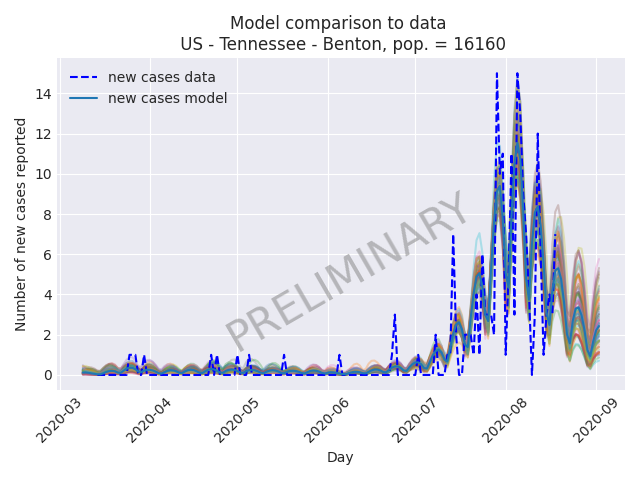 Model comparison to data
US - Tennessee - Benton, pop. = 16160
new cases data
new cases model
14
12
10
8
6
4
2
0
Number of new cases reported
PRELIMINARY
2020-03
2020-04
2020-05
2020-06
2020-07
2020-08
2020-09
Day